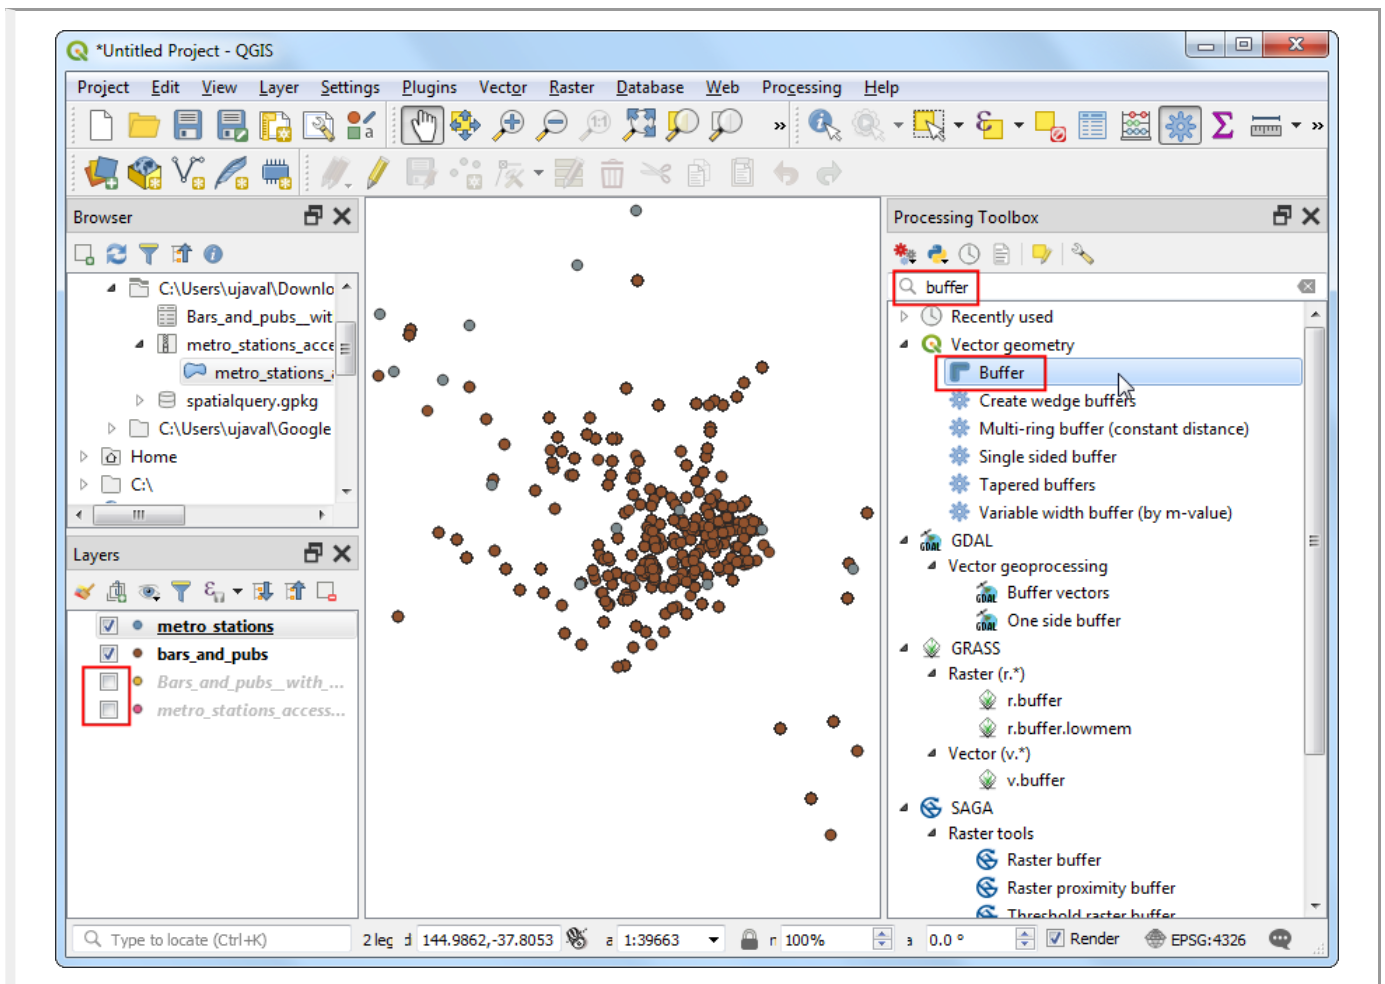 *Untitled Project - QGIS
Project Edit View Layer Settings Plugins Vector Raster Database Web Processing Help
1:1
a
Browser
C:\Users\ujaval\Downlo
Bars_and_pubs__wit
metro_stations_acce
metro_stations_
spatialquery.gpkg
C:\Users\ujaval\Google
Home
C:\
Layers
metro_stations
bars_and_pubs
Bars_and_pubs__with_...
metro_stations_access...
Processing Toolbox
buffer
Recently used
Vector geometry
Buffer
Create wedge buffers
Multi-ring buffer (constant distance)
Single sided buffer
Tapered buffers
Variable width buffer (by m-value)
GDAL
Vector geoprocessing
Buffer vectors
One side buffer
GRASS
Raster (r.*)
r.buffer
r.buffer.lowmem
Vector (v.*)
v.buffer
SAGA
Raster tools
Raster buffer
Raster proximity buffer
Threshold raster buffer
Type to locate (Ctrl+K) 2 leg d 144.9862,-37.8053 a 1:39663 r 100% a 0.0 ° Render EPSG:4326